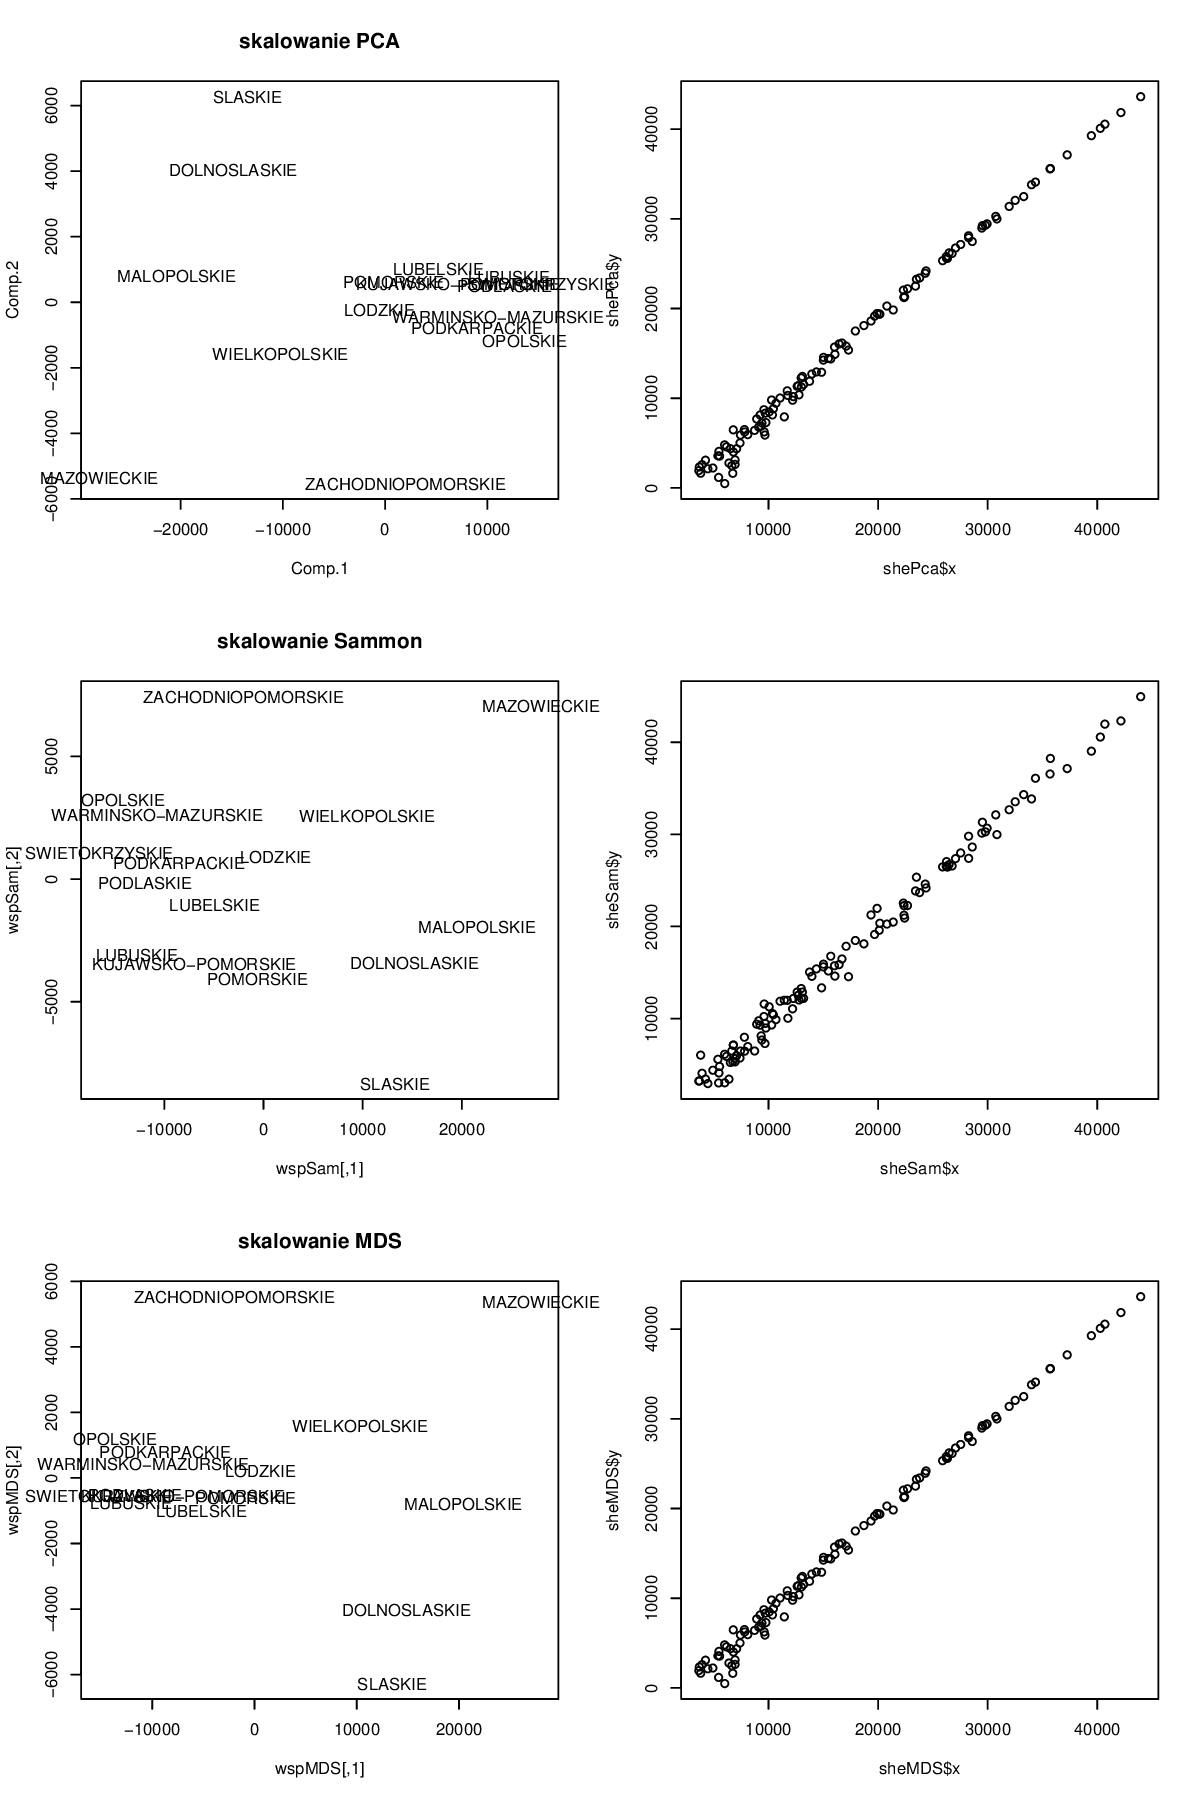 skalowanie PCA
6000
4000
2000
0
−2000
−4000
−6000
Comp.2
SLASKIE
DOLNOSLASKIE
MALOPOLSKIE
LUBELSKIE
LUBUSKIE
POMORSKIE
KUJAWSKO−POMORSKIE
PODLASKIE
LODZKIE
WARMINSKO−MAZURSKIE
PODKARPACKIE
OPOLSKIE
WIELKOPOLSKIE
MAZOWIECKIE
ZACHODNIOPOMORSKIE
−20000 −10000 0 10000
Comp.1
40000
30000
20000
10000
0
shePca$y
10000 20000 30000 40000
shePca$x
skalowanie Sammon
5000
0
−5000
wspSam[,2]
ZACHODNIOPOMORSKIE
MAZOWIECKIE
OPOLSKIE
WARMINSKO−MAZURSKIE
WIELKOPOLSKIE
SWIETOKRZYSKIE
LODZKIE
PODKARPACKIE
PODLASKIE
LUBELSKIE
MALOPOLSKIE
LUBUSKIE
KUJAWSKO−POMORSKIE
DOLNOSLASKIE
POMORSKIE
SLASKIE
−10000 0 10000 20000
wspSam[,1]
40000
30000
20000
10000
sheSam$y
10000 20000 30000 40000
sheSam$x
skalowanie MDS
6000
4000
2000
0
−2000
−4000
−6000
wspMDS[,2]
ZACHODNIOPOMORSKIE
MAZOWIECKIE
WIELKOPOLSKIE
OPOLSKIE
PODKARPACKIE
WARMINSKO−MAZURSKIE
LODZKIE
POMORSKIE
LUBUSKIE
MALOPOLSKIE
LUBELSKIE
DOLNOSLASKIE
SLASKIE
−10000 0 10000 20000
wspMDS[,1]
40000
30000
20000
10000
0
sheMDS$y
10000 20000 30000 40000
sheMDS$x